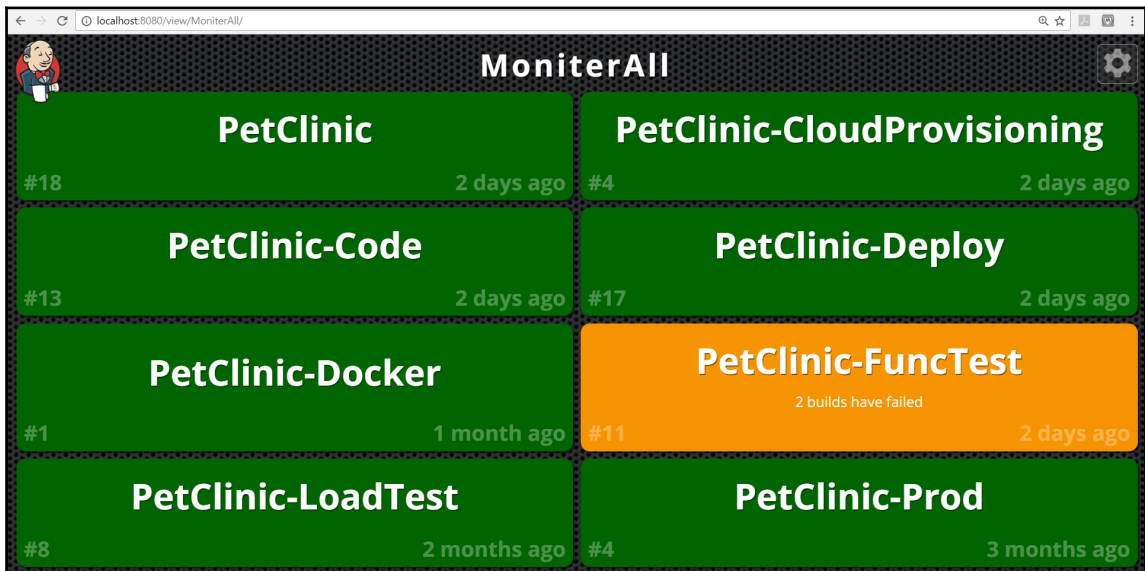 localhost:8080/view/MoniterAll/
MoniterAll
PetClinic
#18 2 days ago
PetClinic-CloudProvisioning
#4 2 days ago
PetClinic-Code
#13 2 days ago
PetClinic-Deploy
#17 2 days ago
PetClinic-Docker
#1 1 month ago
PetClinic-FuncTest
2 builds have failed
#11 2 days ago
PetClinic-LoadTest
#8 2 months ago
PetClinic-Prod
#4 3 months ago